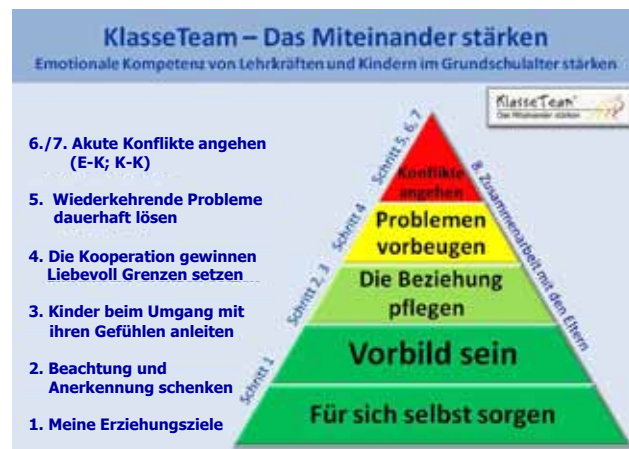 KlasseTeam – Das Miteinander stärken
Emotionale Kompetenz von Lehrkräften und Kindern im Grundschulalter stärken
KlasseTeam
Das Miteinander stärken
6./7. Akute Konflikte angehen
(E-K; K-K)
5. Wiederkehrende Probleme
dauerhaft lösen
4. Die Kooperation gewinnen
Liebevoll Grenzen setzen
3. Kinder beim Umgang mit
ihren Gefühlen anleiten
2. Beachtung und
Anerkennung schenken
1. Meine Erziehungsziele
Schritt 5, 6, 7
Schritt 4
Schritt 2, 3
Schritt 1
Konflikte
angehen
Problemen
vorbeugen
Die Beziehung
pflegen
Vorbild sein
Für sich selbst sorgen
8. Zusammenarbeit mit den Eltern